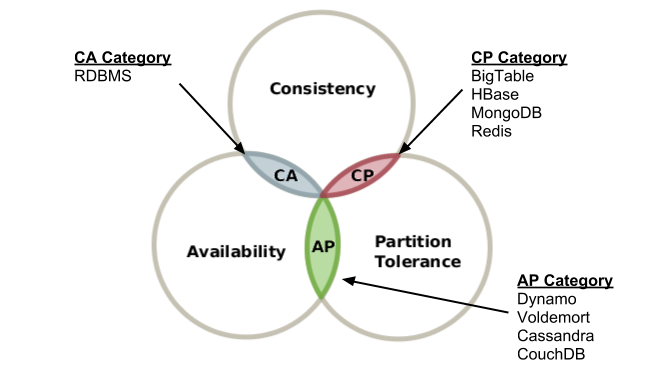 CA Category
RDBMS
CP Category
BigTable
HBase
MongoDB
Redis
Consistency
CA
CP
Availability
AP
Partition
Tolerance
AP Category
Dynamo
Voldemort
Cassandra
CouchDB